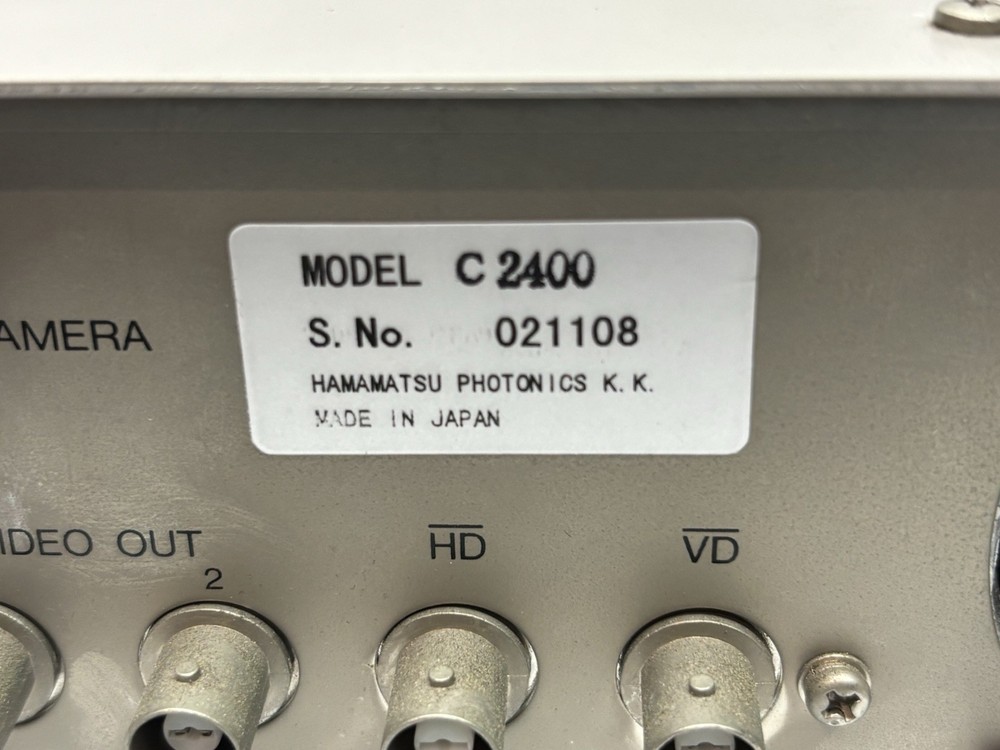 MODEL C 2400
S. No. 021108
HAMAMATSU PHOTONICS K. K.
MADE IN JAPAN
AMERA
IDEO OUT
2
HD
VD